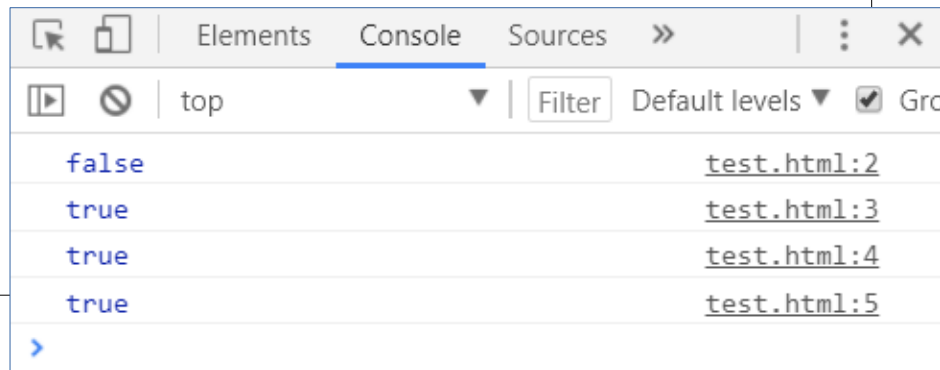 Elements Console Sources »
top Filter Default levels Gro
false test.html:2
true test.html:3
true test.html:4
true test.html:5